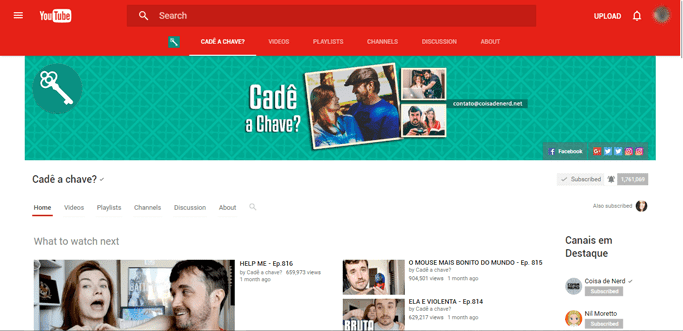 YouTube
Search
UPLOAD
CADÊ A CHAVE?
VIDEOS
PLAYLISTS
CHANNELS
DISCUSSION
ABOUT
Cadê
a Chave?
contato@coisadenerd.net
Facebook
Cadê a chave?
Subscribed
1,761,069
Home
Videos
Playlists
Channels
Discussion
About
Also subscribed
What to watch next
HELP ME - Ep.816
by Cadê a chave? 659,973 views
1 month ago
O MOUSE MAIS BONITO DO MUNDO - Ep. 815
by Cadê a chave?
904,501 views 1 month ago
ELA E VIOLENTA - Ep.814
by Cadê a chave?
629,217 views 1 month ago
BRUTO
Canais em
Destaque
Coisa de Nerd
Subscribed
Nil Moretto
Subscribed